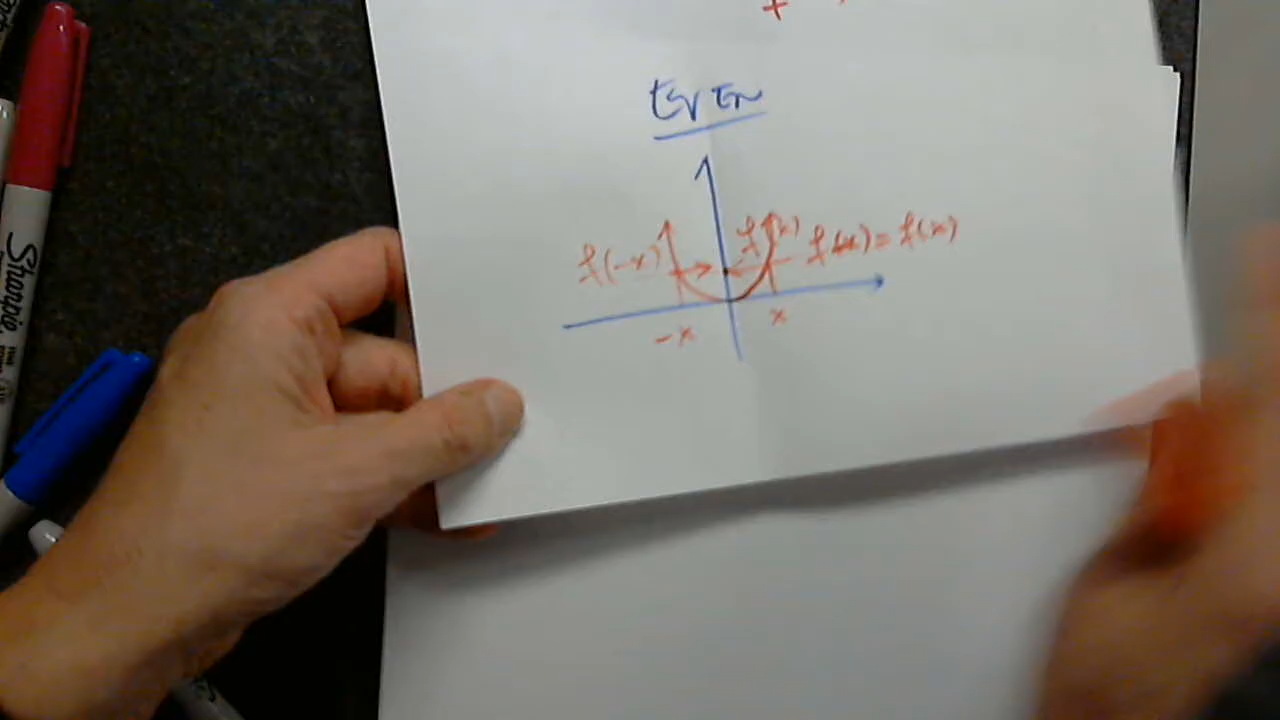 +
Even
f(-x) f(x) f(-x) = f(x)
-x x
Sharpie